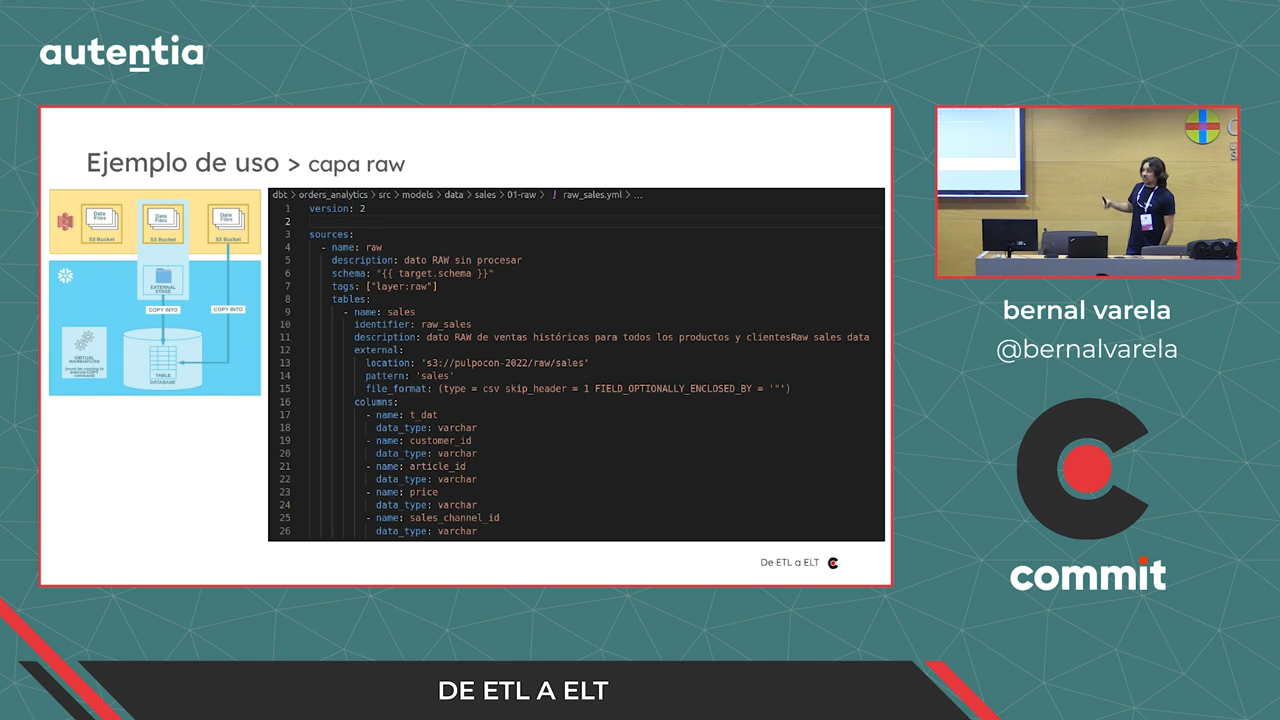 autentia
Ejemplo de uso > capa raw
Data
Files
S3 Bucket
Data
Files
S3 Bucket
Data
Files
S3 Bucket
EXTERNAL
STAGE
COPY INTO
COPY INTO
VIRTUAL
WAREHOUSE
(must be running to
execute COPY
command)
TABLE
DATABASE
dbt > orders_analytics > src > models > data > sales > 01-raw > ! raw_sales.yml > ...
1 version: 2
2
3 sources:
4 - name: raw
5 description: dato RAW sin procesar
6 schema: "{{ target.schema }}"
7 tags: ["layer:raw"]
8 tables:
9 - name: sales
10 identifier: raw_sales
11 description: dato RAW de ventas históricas para todos los productos y clientesRaw sales data
12 external:
13 location: 's3://pulpocon-2022/raw/sales'
14 pattern: 'sales'
15 file_format: (type = csv skip_header = 1 FIELD_OPTIONALLY_ENCLOSED_BY = '"')
16 columns:
17 - name: t_dat
18 data_type: varchar
19 - name: customer_id
20 data_type: varchar
21 - name: article_id
22 data_type: varchar
23 - name: price
24 data_type: varchar
25 - name: sales_channel_id
26 data_type: varchar
De ETL a ELT
bernal varela
@bernalvarela
commit
DE ETL A ELT